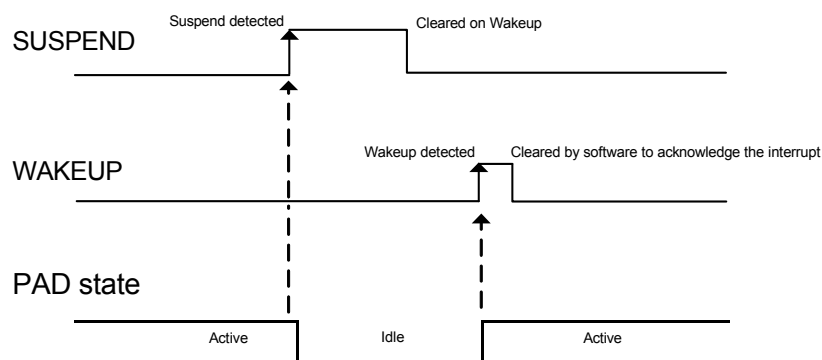 Suspend detected
Cleared on Wakeup
SUSPEND
Wakeup detected
Cleared by software to acknowledge the interrupt
WAKEUP
PAD state
Active
Idle
Active